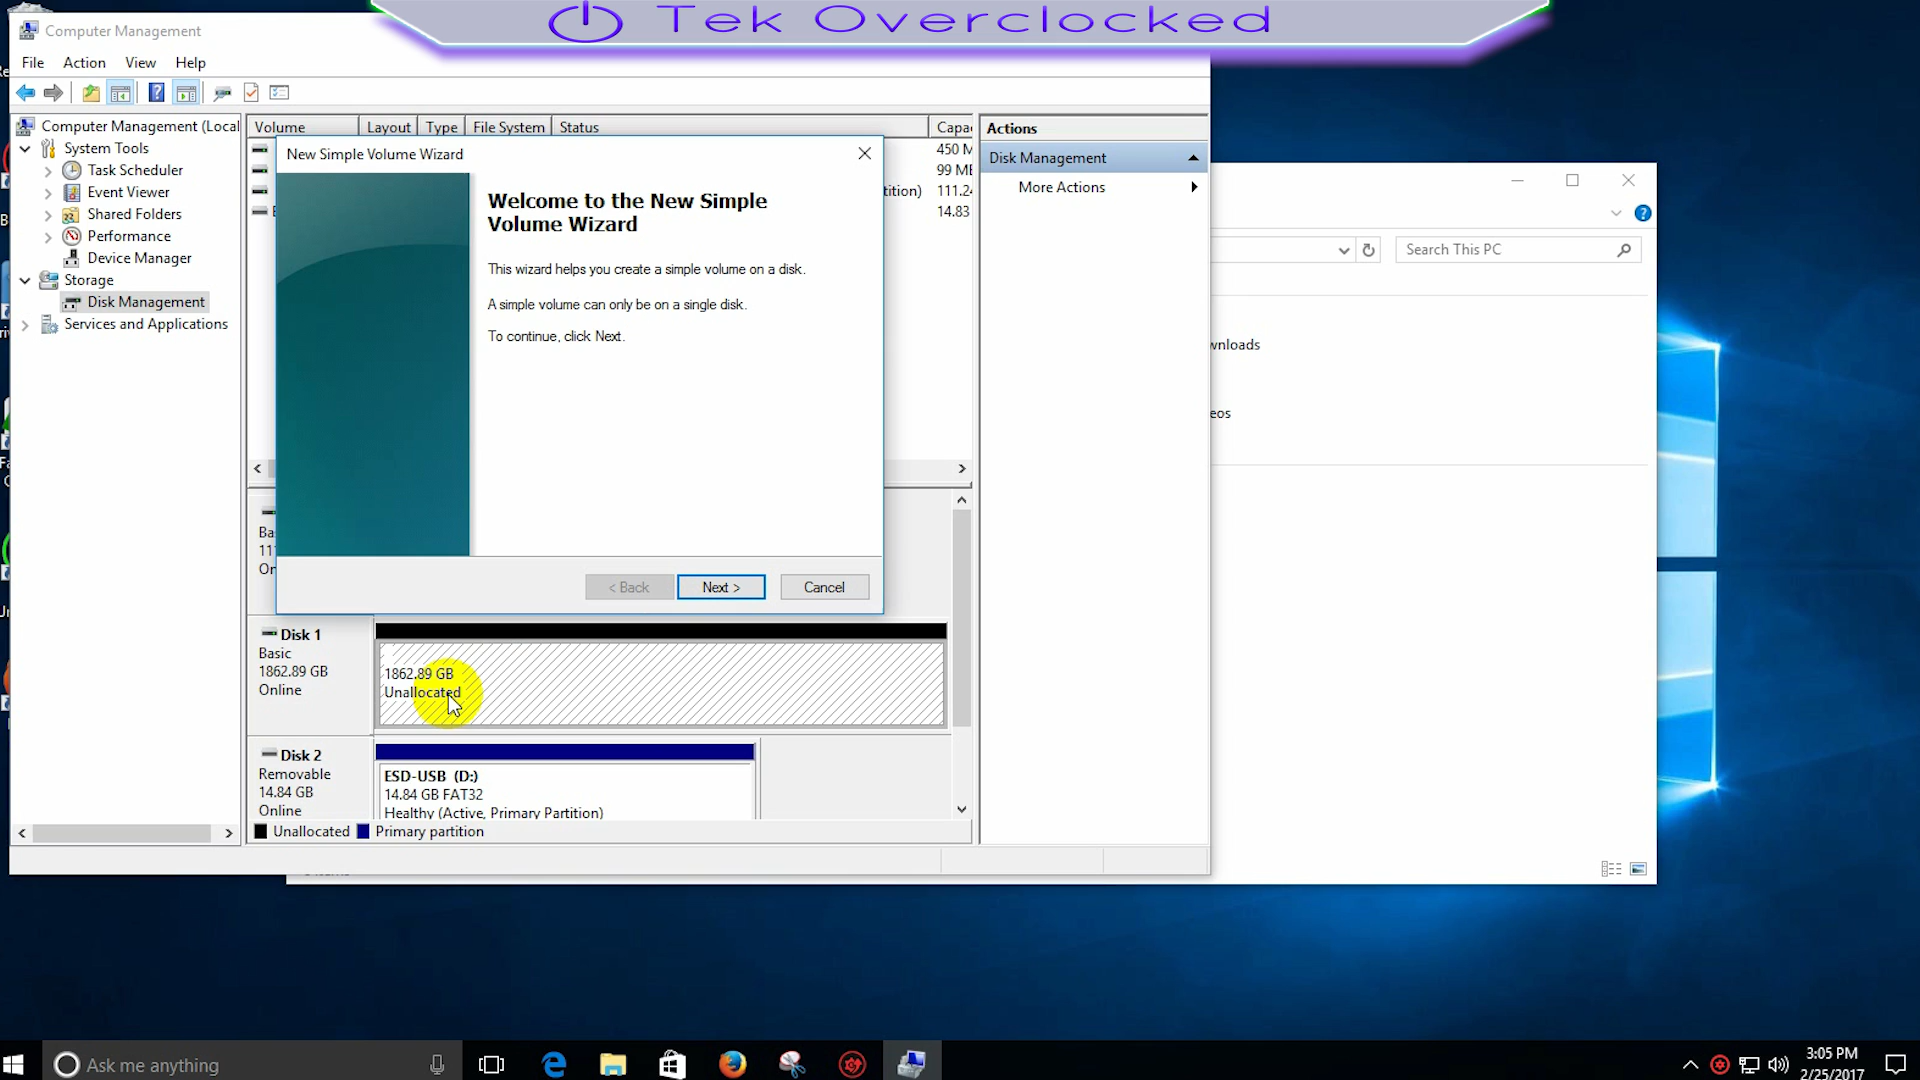 Tek Overclocked
Computer Management
File Action View Help
Computer Management (Local
System Tools
Task Scheduler
Event Viewer
Shared Folders
Performance
Device Manager
Storage
Disk Management
Services and Applications
Volume Layout Type File System Status Capa
450 M
99 ME
tition) 111.24
14.83
New Simple Volume Wizard
Welcome to the New Simple
Volume Wizard
This wizard helps you create a simple volume on a disk.
A simple volume can only be on a single disk.
To continue, click Next.
< Back Next > Cancel
Ba
11
On
Disk 1
Basic
1862.89 GB
Online
1862.89 GB
Unallocated
Disk 2
Removable
14.84 GB
Online
ESD-USB (D:)
14.84 GB FAT32
Healthy (Active, Primary Partition)
Unallocated Primary partition
Actions
Disk Management
More Actions
Search This PC
wnloads
eos
Ask me anything
3:05 PM
2/25/2017